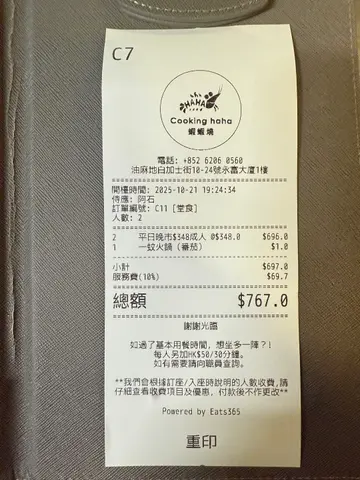 C7
HAHA
Cooking haha
蝦蝦燒
電話: +852 6206 0560
油麻地白加士街10-24號永富大廈1樓
開檯時間: 2025-10-21 19:24:34
侍應: 阿石
訂單編號: C11 [堂食]
人數: 2
2 平日晚市$348成人 @$348.0 $696.0
1 一蚊火鍋（番茄） $1.0
小計 $697.0
服務費(10%) $69.7
總額 $767.0
謝謝光臨
如過了基本用餐時間, 想坐多一陣?!
每人另加HK$50/30分鐘。
如有需要請向職員查詢。
**我們會根據訂座/入座時說明的人數收費,請
仔細查看收費項目及優惠, 付款後不作更改**
Powered by Eats365
重印